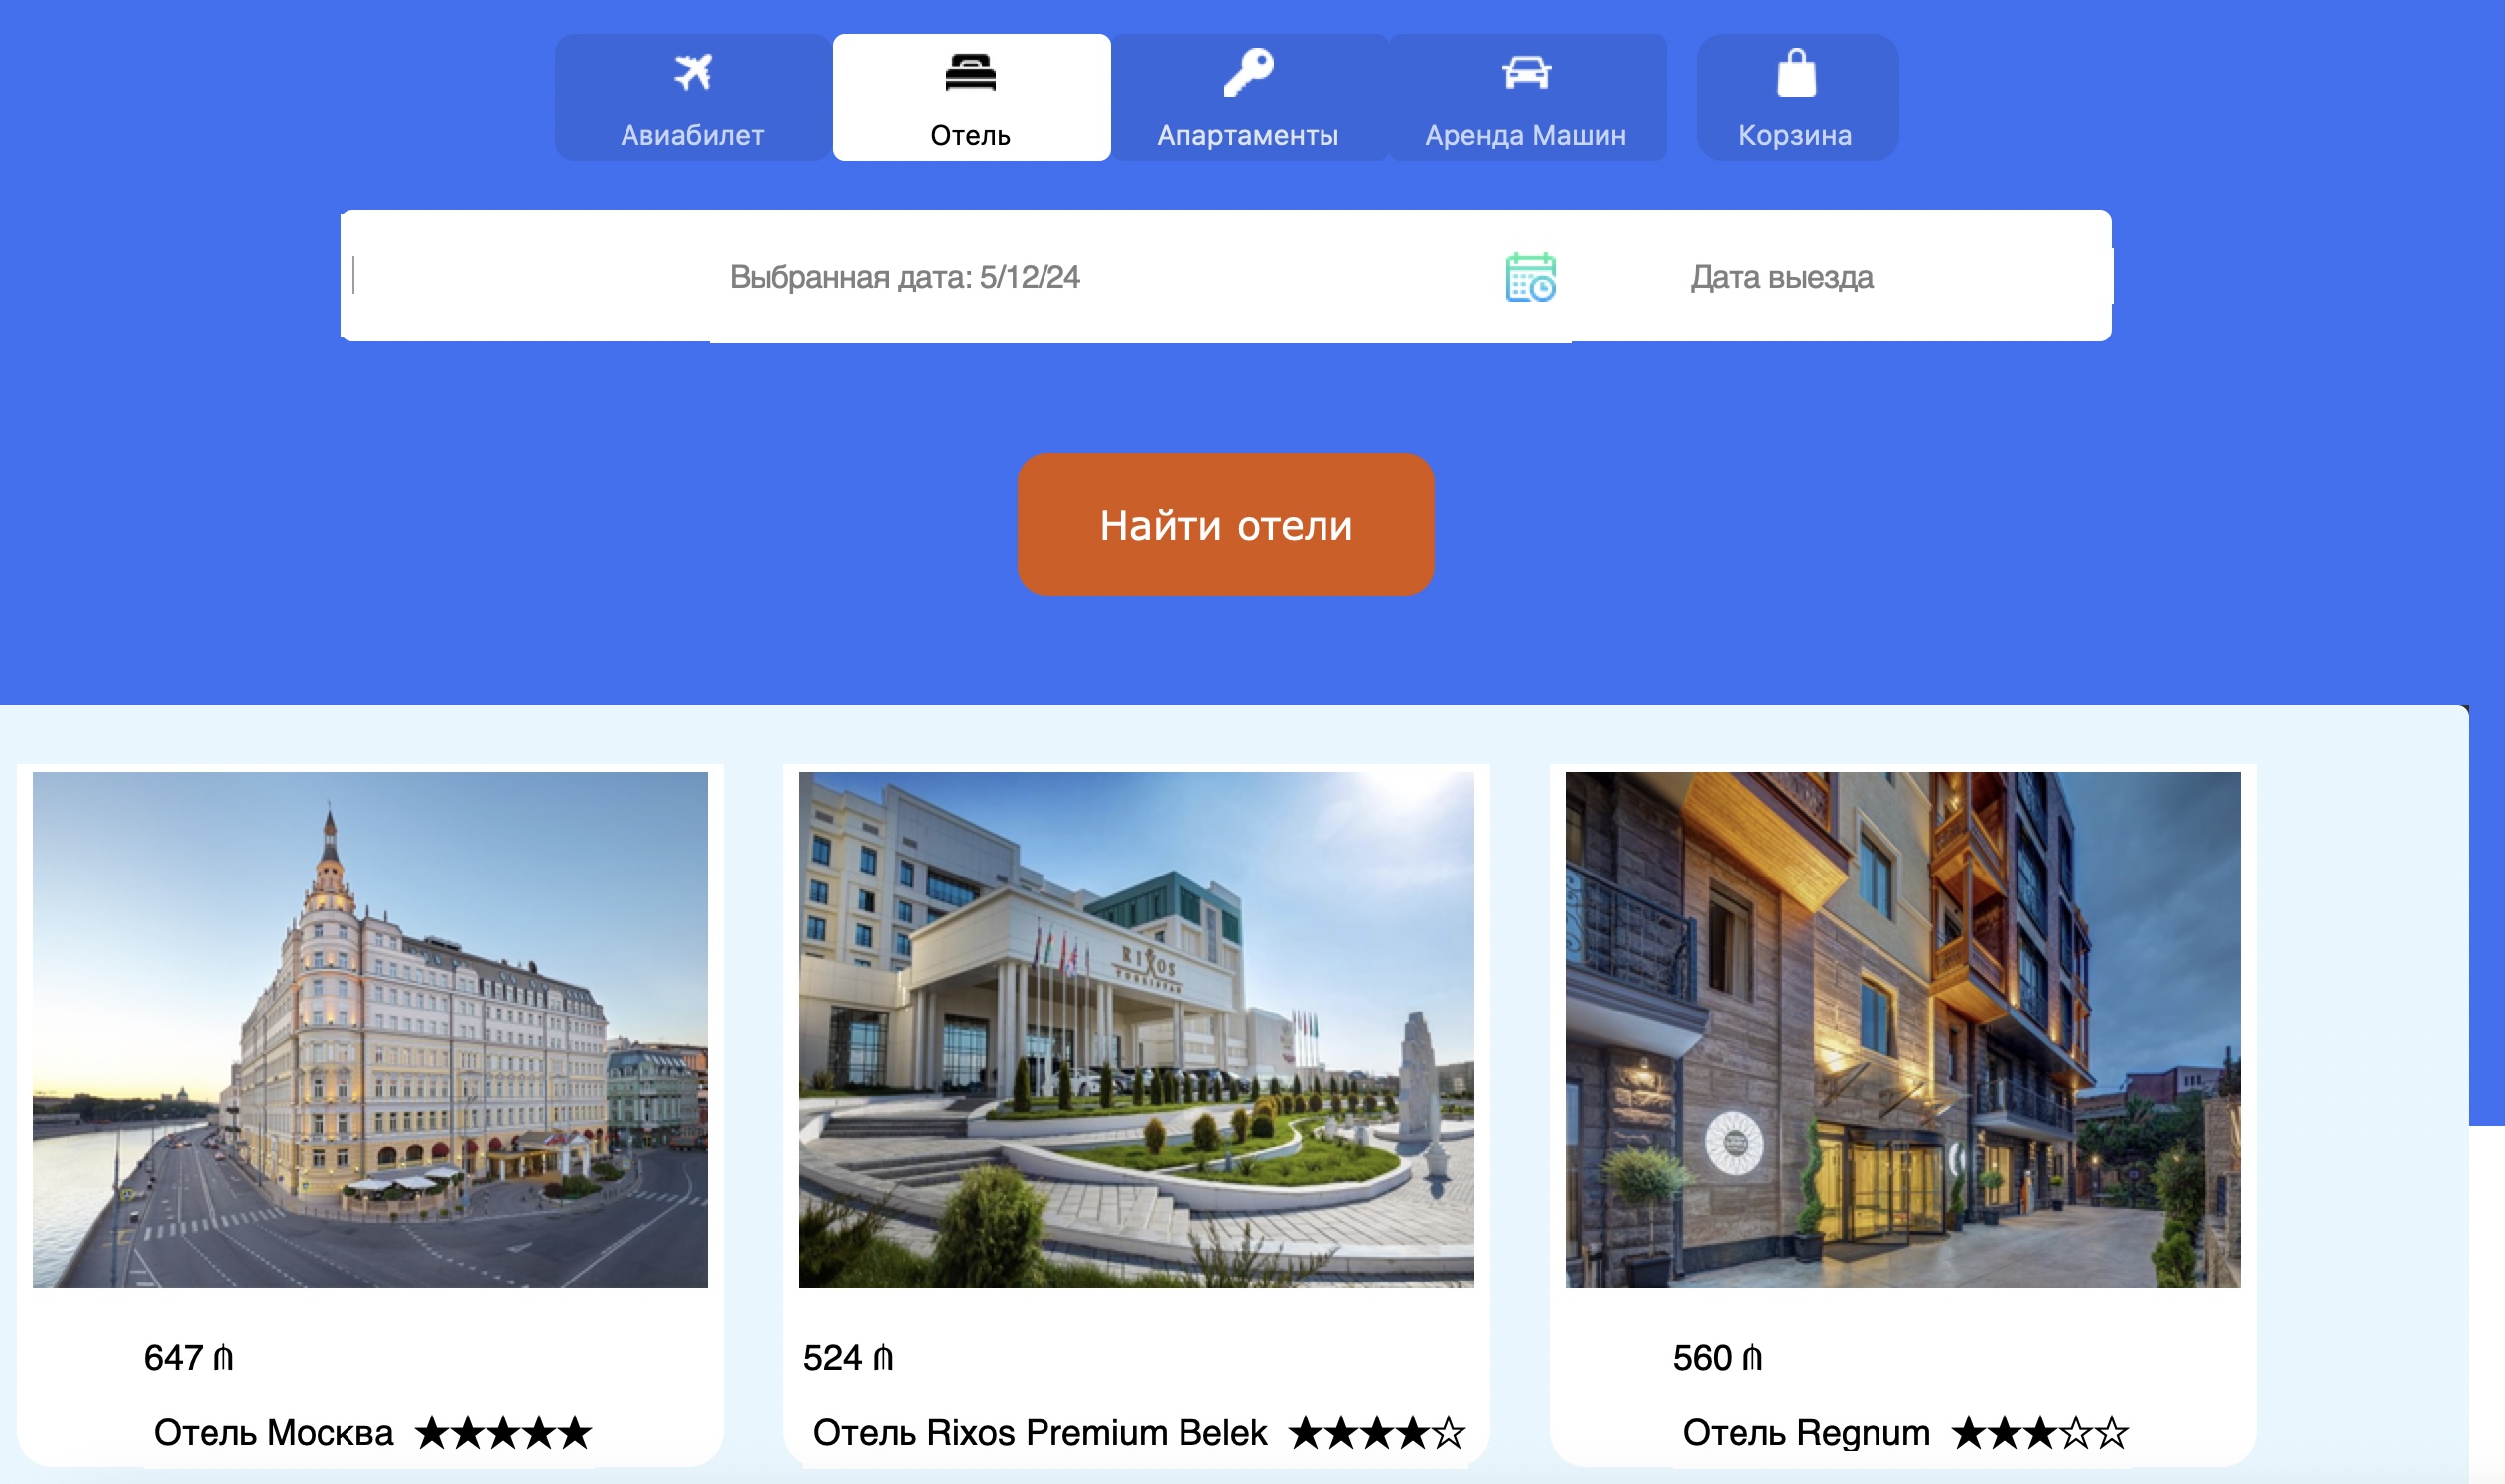 Авиабилет
Отель
Апартаменты
Аренда Машин
Корзина
Выбранная дата: 5/12/24
Дата выезда
Найти отели
RIXOS
647 ₼
524 ₼
560 ₼
Отель Москва ★★★★★
Отель Rixos Premium Belek ★★★★☆
Отель Regnum ★★★☆☆